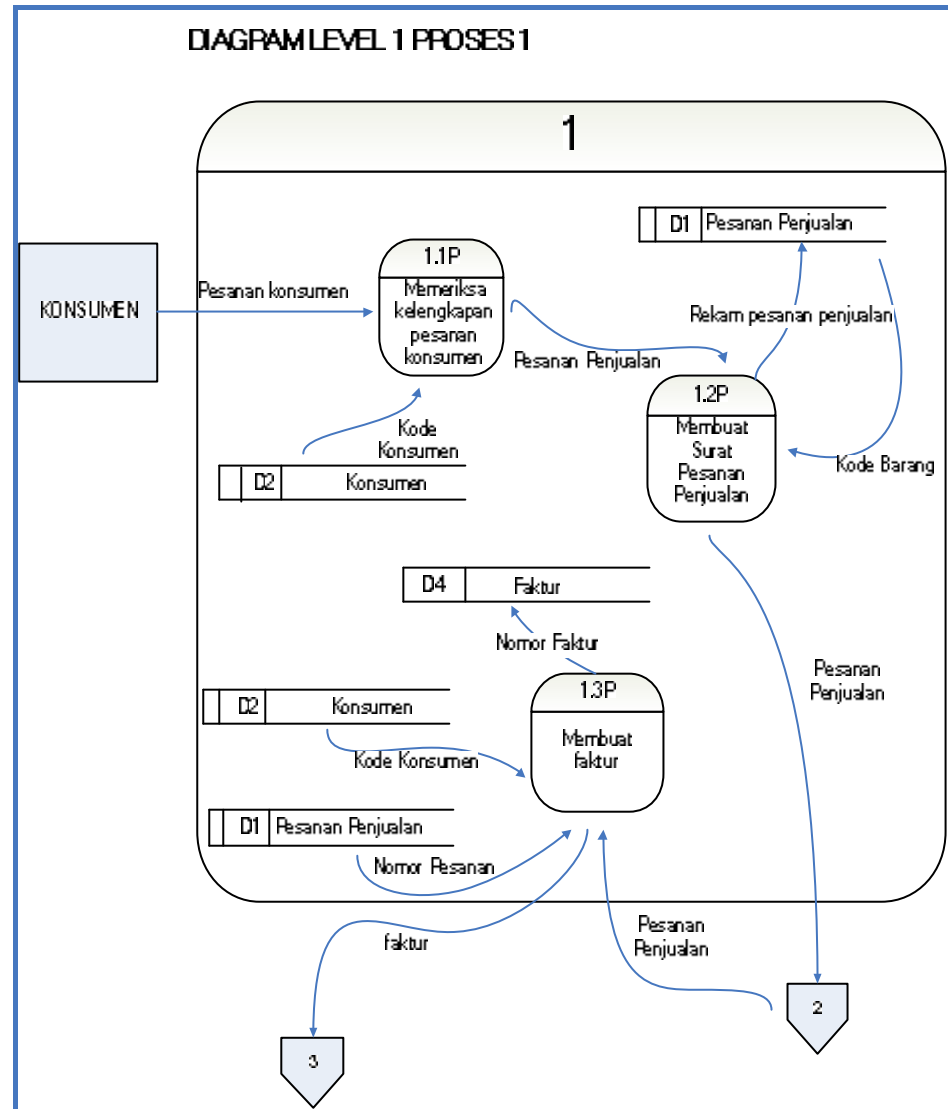 DIAGRAM LEVEL 1 PROSES 1
1
D1 Pesanan Penjualan
1.1P
Memeriksa
kelengkapan
pesanan
konsumen
KONSUMEN
Pesanan konsumen
Rekam pesanan penjualan
Pesanan Penjualan
1.2P
Membuat
Surat
Pesanan
Penjualan
Kode
Konsumen
Kode Barang
D2 Konsumen
D4 Faktur
Nomor Faktur
Pesanan
Penjualan
1.3P
Membuat
faktur
D2 Konsumen
Kode Konsumen
D1 Pesanan Penjualan
Nomor Pesanan
faktur
Pesanan
Penjualan
2
3